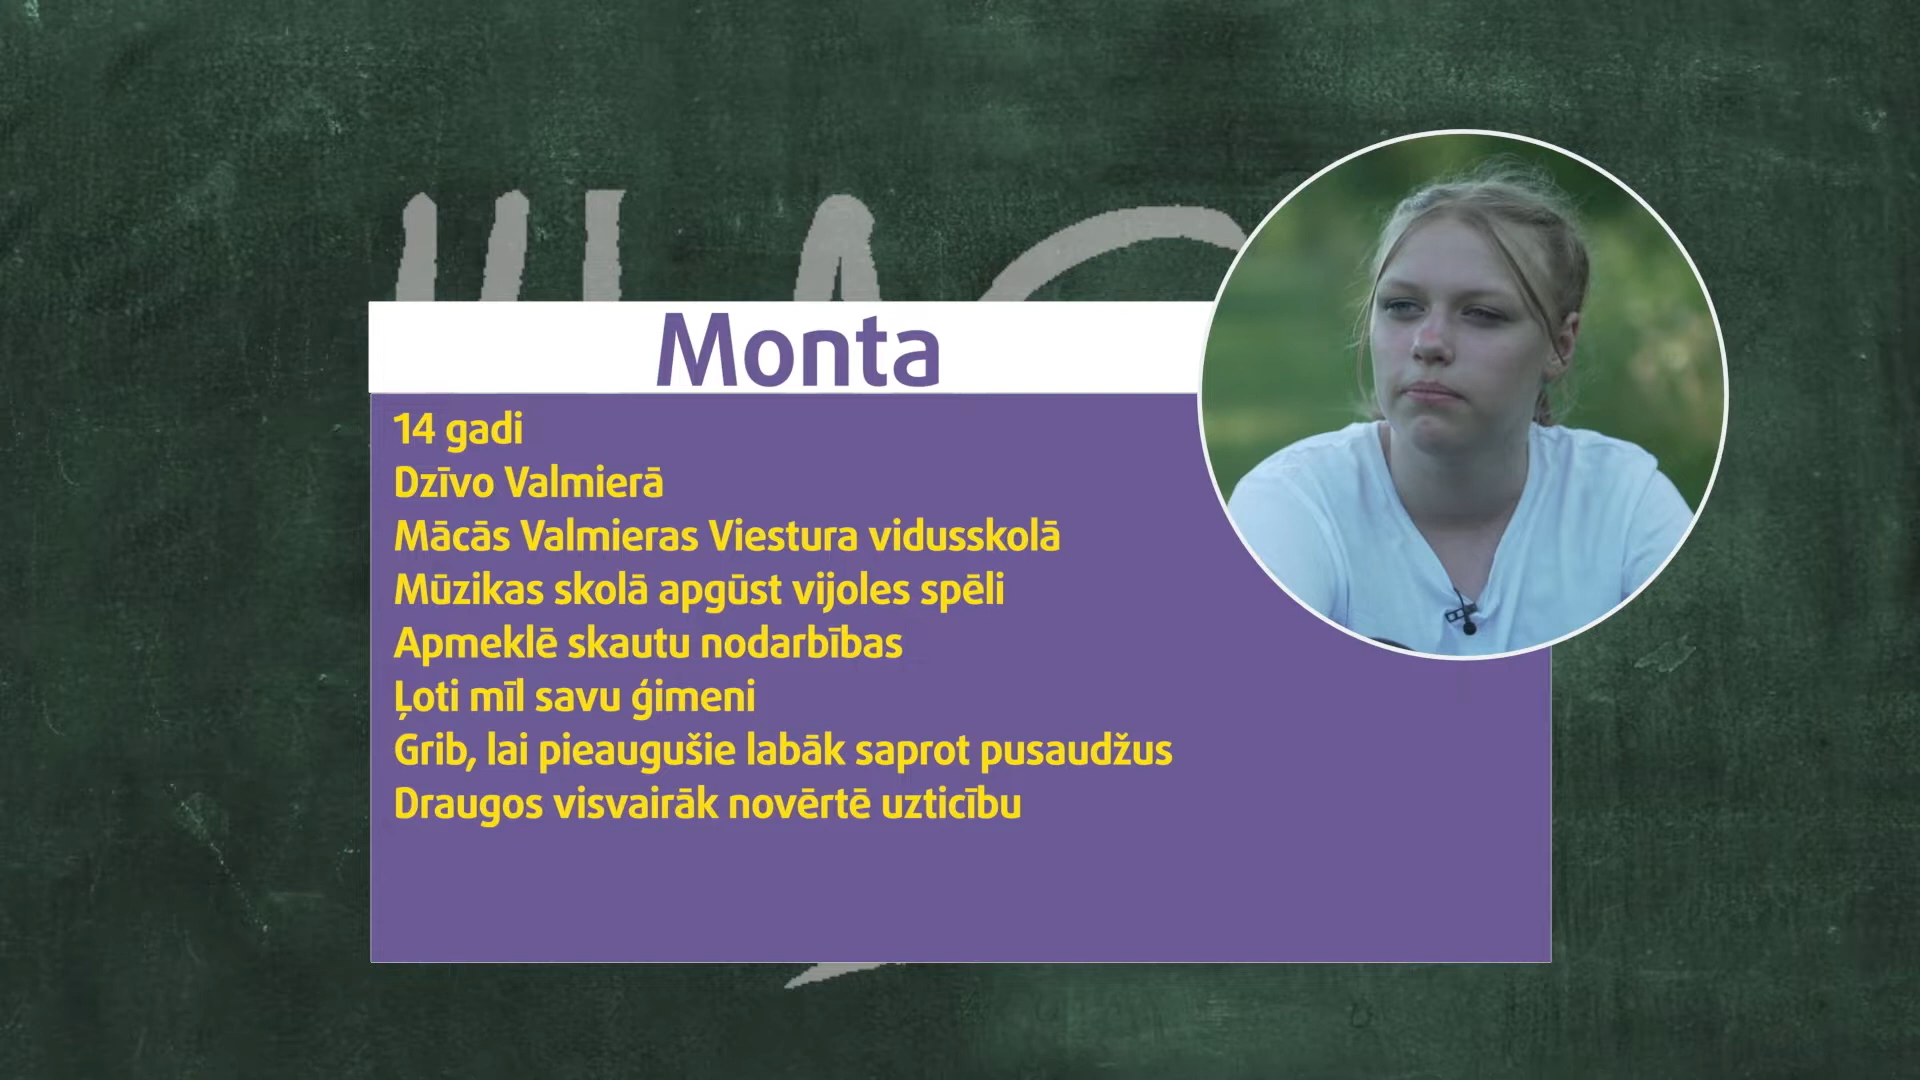 Monta
14 gadi
Dzīvo Valmierā
Mācās Valmieras Viestura vidusskolā
Mūzikas skolā apgūst vijoles spēli
Apmeklē skautu nodarbības
Ļoti mīl savu ģimeni
Grib, lai pieaugušie labāk saprot pusaudžus
Draugos visvairāk novērtē uzticību